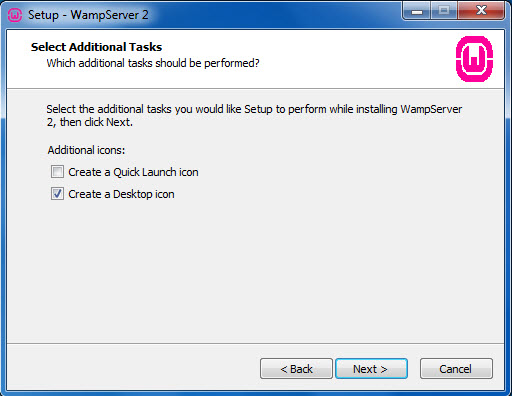 Setup - WampServer 2
Select Additional Tasks
Which additional tasks should be performed?
W
Select the additional tasks you would like Setup to perform while installing WampServer
2, then click Next.
Additional icons:
Create a Quick Launch icon
Create a Desktop icon
< Back
Next >
Cancel